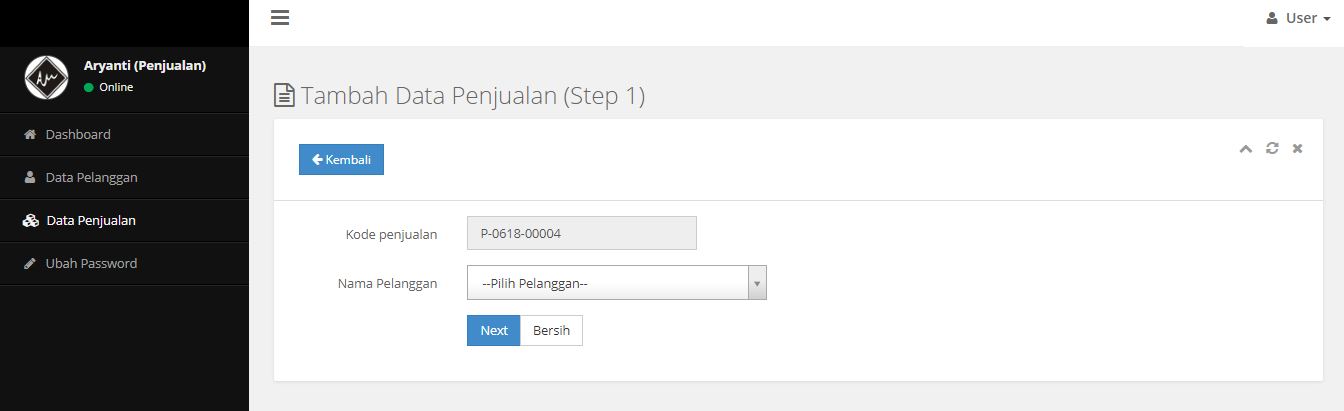 User
Aryanti (Penjualan)
Online
Dashboard
Data Pelanggan
Data Penjualan
Ubah Password
Tambah Data Penjualan (Step 1)
Kembali
Kode penjualan P-0618-00004
Nama Pelanggan --Pilih Pelanggan--
Next Bersih